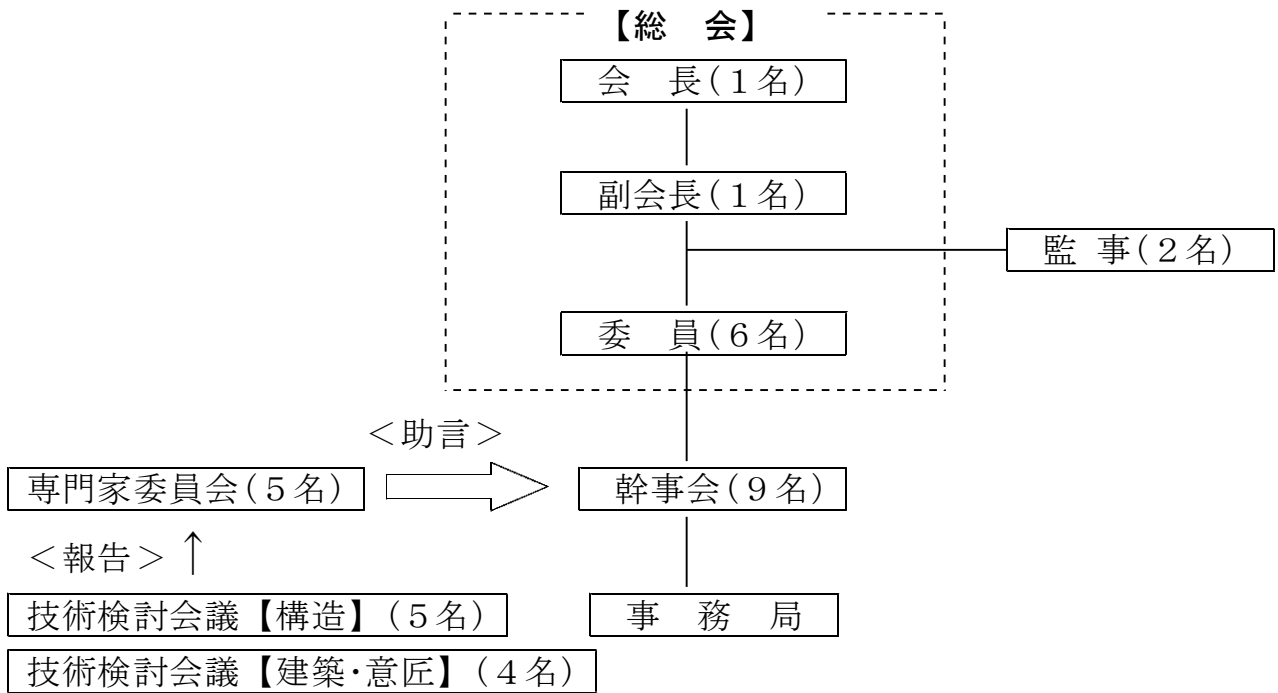 【総　会】
会　長(１名)
副会長(１名)
監 事(２名)
委　員(６名)
＜助言＞
専門家委員会(５名)
幹事会(９名)
＜報告＞ ↑
技術検討会議【構造】(５名)
事　務　局
技術検討会議【建築・意匠】(４名)